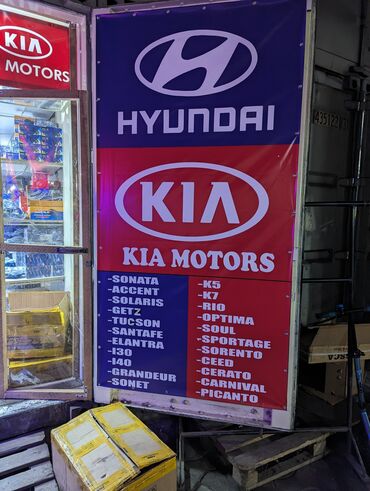 KIA
MOTORS
HYUNDAI
KIA
KIA MOTORS
-SONATA
-ACCENT
-SOLARIS
-GETZ
-TUCSON
-SANTAFE
-ELANTRA
-I30
-I40
-GRANDEUR
-SONET
-K5
-K7
-RIO
-OPTIMA
-SOUL
-SPORTAGE
-SORENTO
-CEED
-CERATO
-CARNIVAL
-PICANTO